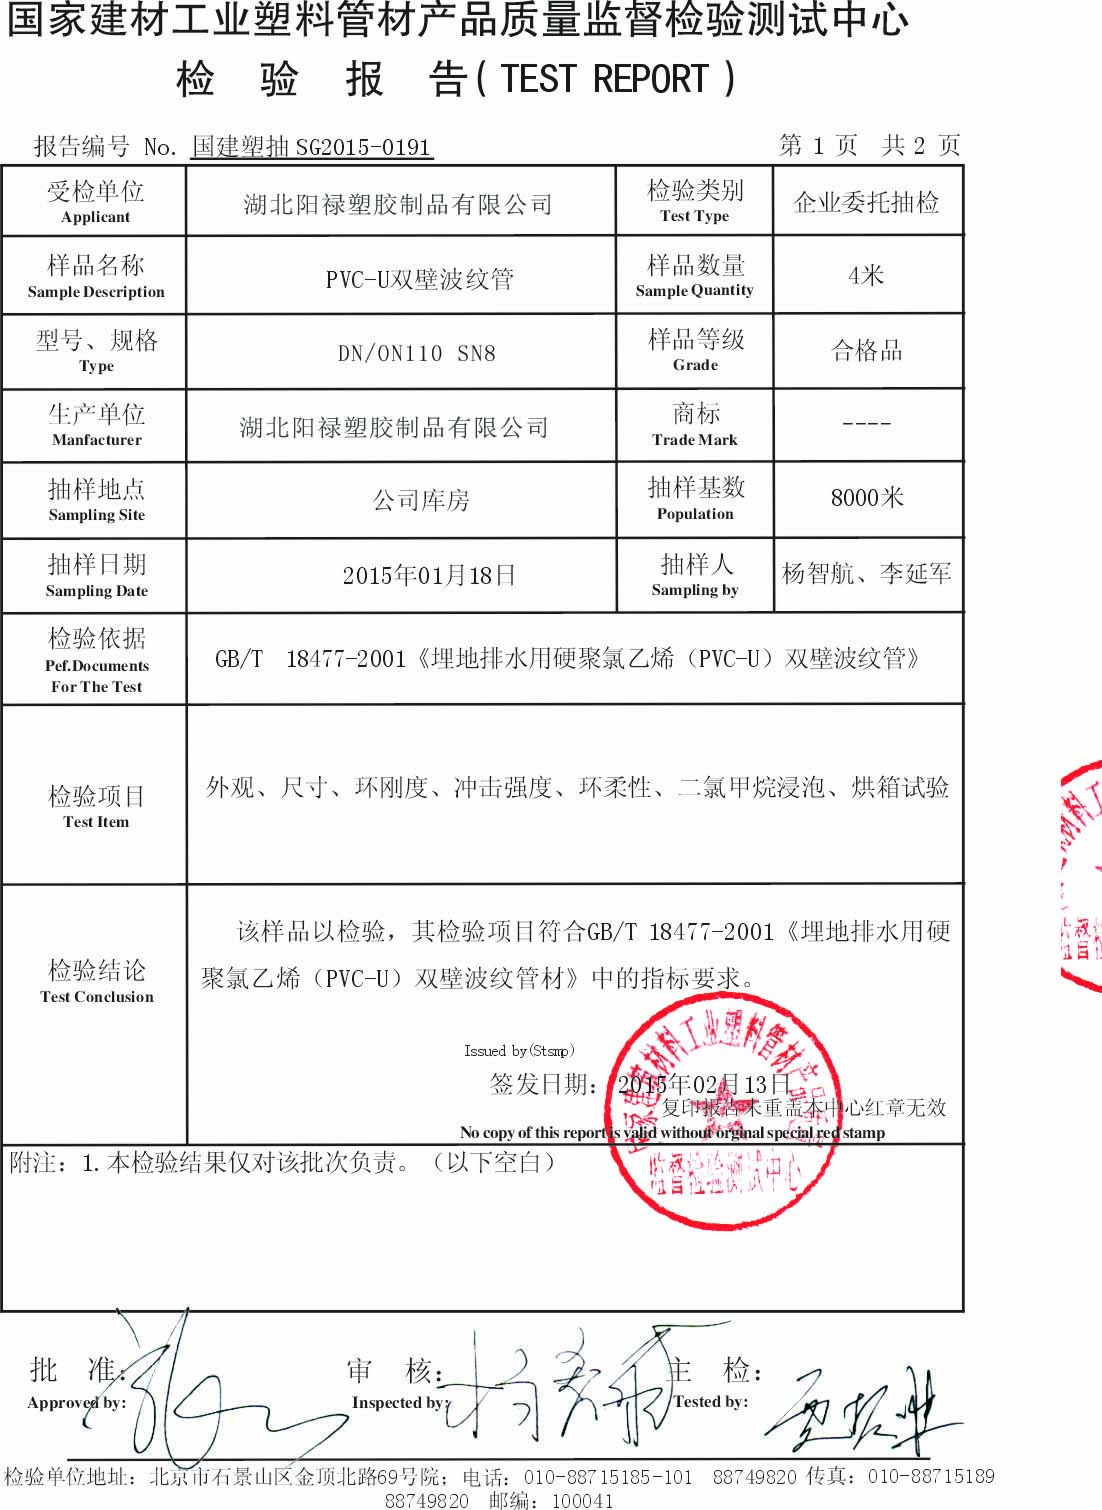 国家建材工业塑料管材产品质量监督检验测试中心
检 验 报 告( TEST REPORT )
报告编号 No. 国建塑抽 SG2015-0191 第 1 页 共 2 页
受检单位 湖北阳禄塑胶制品有限公司 检验类别 企业委托抽检
Applicant Test Type
样品名称 PVC-U双壁波纹管 样品数量 4米
Sample Description Sample Quantity
型号、规格 DN/ON110 SN8 样品等级 合格品
Type Grade
生产单位 湖北阳禄塑胶制品有限公司 商标 ----
Manfacturer Trade Mark
抽样地点 公司库房 抽样基数 8000米
Sampling Site Population
抽样日期 2015年01月18日 抽样人 杨智航、李延军
Sampling Date Sampling by
检验依据
Pef.Documents
For The Test
GB/T 18477-2001《埋地排水用硬聚氯乙烯（PVC-U）双壁波纹管》
检验项目
Test Item
外观、尺寸、环刚度、冲击强度、环柔性、二氯甲烷浸泡、烘箱试验
检验结论
Test Conclusion
该样品以检验，其检验项目符合GB/T 18477-2001《埋地排水用硬
聚氯乙烯（PVC-U）双壁波纹管材》中的指标要求。
Issued by(Stsmp)
签发日期：2015年02月13日
复印报告未重盖本中心红章无效
No copy of this report is valid without orginal special red stamp
监督检验测试中心
附注：1.本检验结果仅对该批次负责。（以下空白）
批 准: 审 核: 主 检:
Approved by: Inspected by: Tested by:
检验单位地址：北京市石景山区金顶北路69号院；电话：010-88715185-101 88749820 传真：010-88715189
88749820 邮编：100041